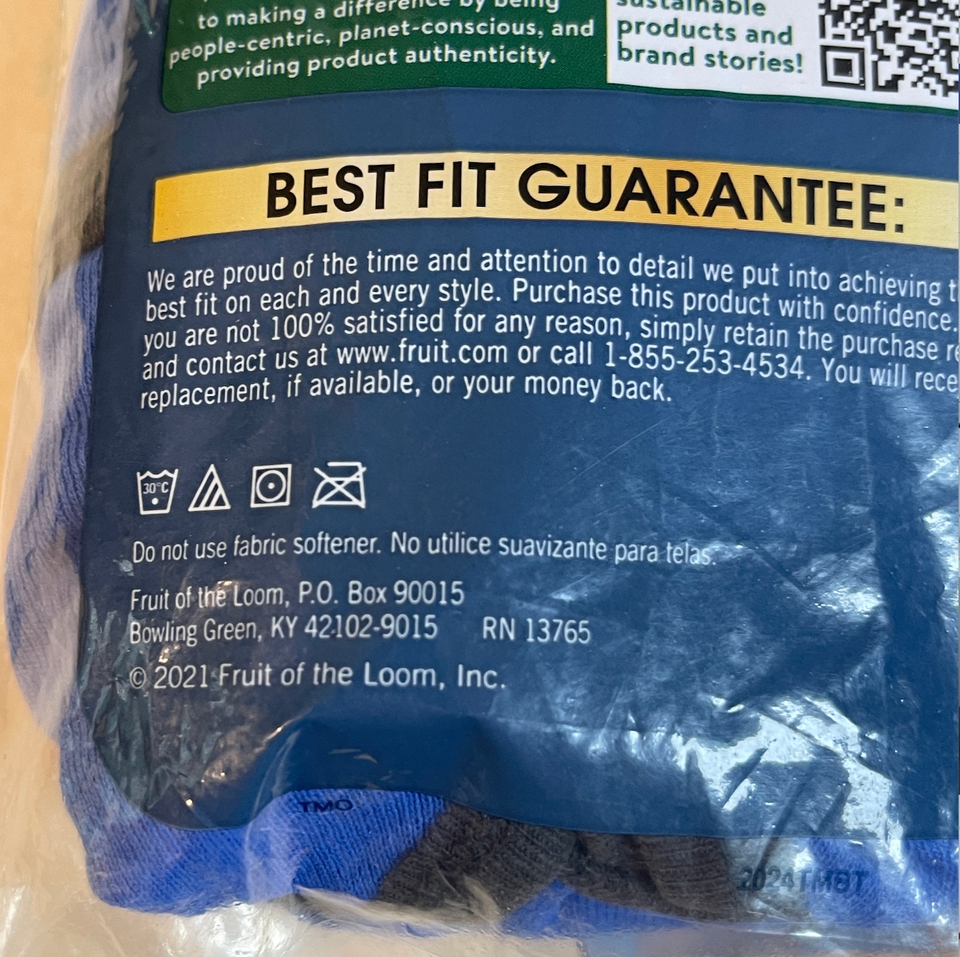 to making a difference by being
people-centric, planet-conscious, and
providing product authenticity.
sustainable
products and
brand stories!
BEST FIT GUARANTEE:
We are proud of the time and attention to detail we put into achieving
best fit on each and every style. Purchase this product with confidence.
you are not 100% satisfied for any reason, simply retain the purchase
and contact us at www.fruit.com or call 1-855-253-4534. You will
replacement, if available, or your money back.
30°C
Do not use fabric softener. No utilice suavizante para telas.
Fruit of the Loom, P.O. Box 90015
Bowling Green, KY 42102-9015 RN 13765
© 2021 Fruit of the Loom, Inc.
TMO